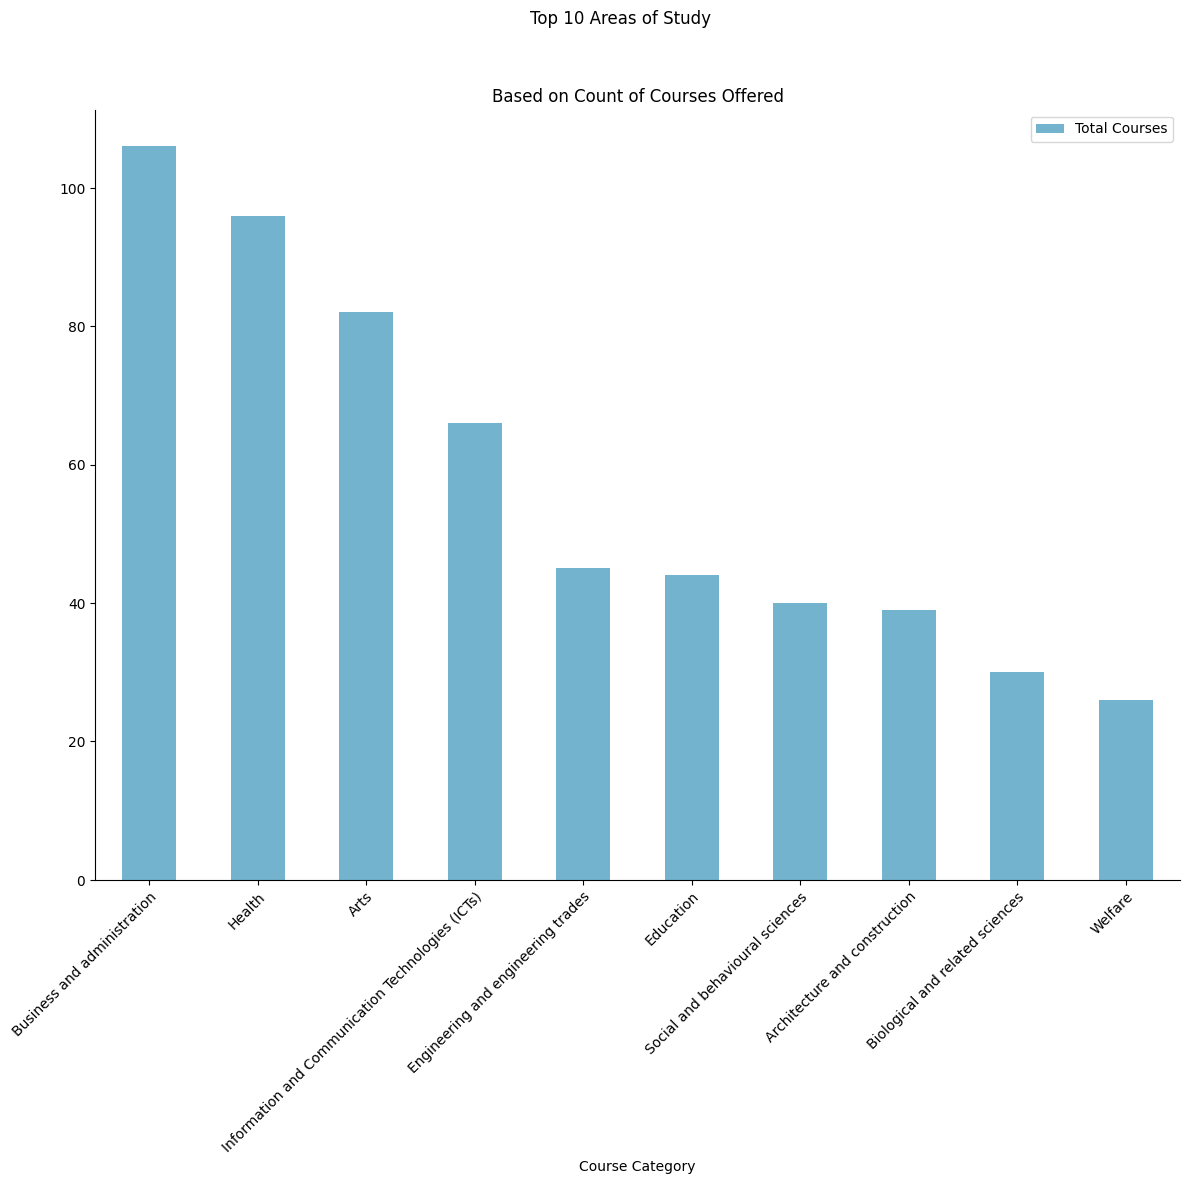 Top 10 Areas of Study
Based on Count of Courses Offered
Total Courses
100
80
60
40
20
0
Business and administration
Health
Arts
Information and Communication Technologies (ICTs)
Engineering and engineering trades
Education
Social and behavioural sciences
Architecture and construction
Biological and related sciences
Welfare
Course Category